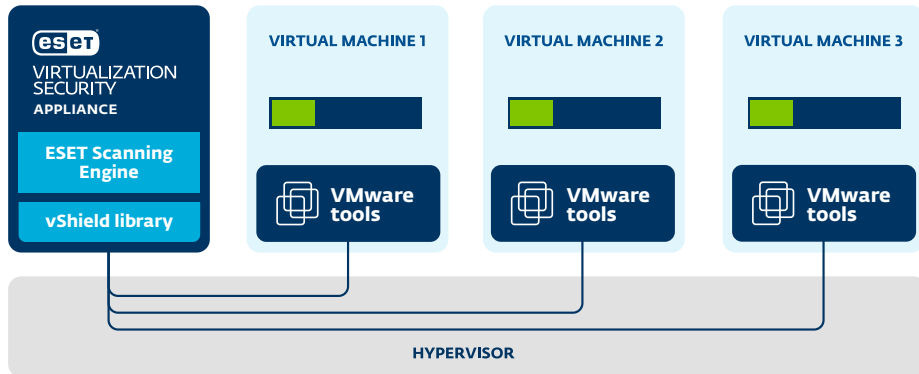 eset
VIRTUALIZATION
SECURITY
APPLIANCE
ESET Scanning
Engine
vShield library
VIRTUAL MACHINE 1
VMware
tools
VIRTUAL MACHINE 2
VMware
tools
VIRTUAL MACHINE 3
VMware
tools
HYPERVISOR